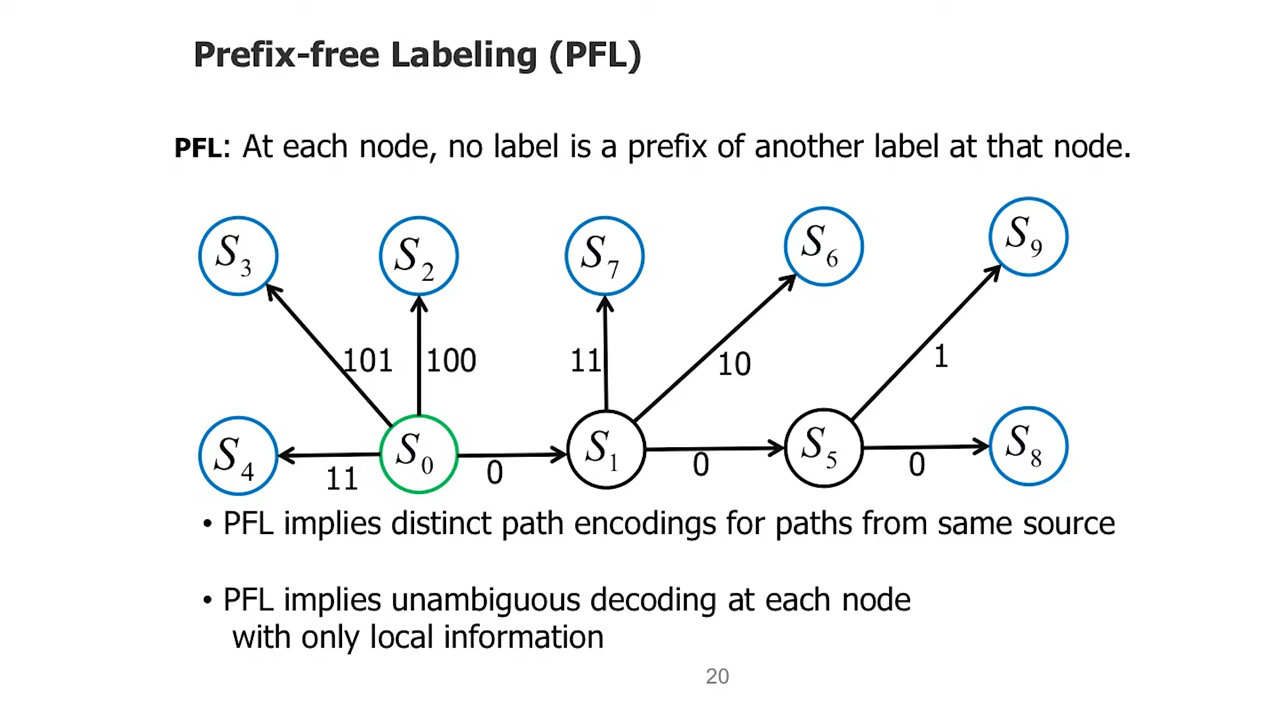 Prefix-free Labeling (PFL)
PFL: At each node, no label is a prefix of another label at that node.
S3
S2
S7
S6
S9
101
100
11
10
1
S4
S0
S1
S5
S8
11
0
0
0
• PFL implies distinct path encodings for paths from same source
• PFL implies unambiguous decoding at each node
with only local information
20